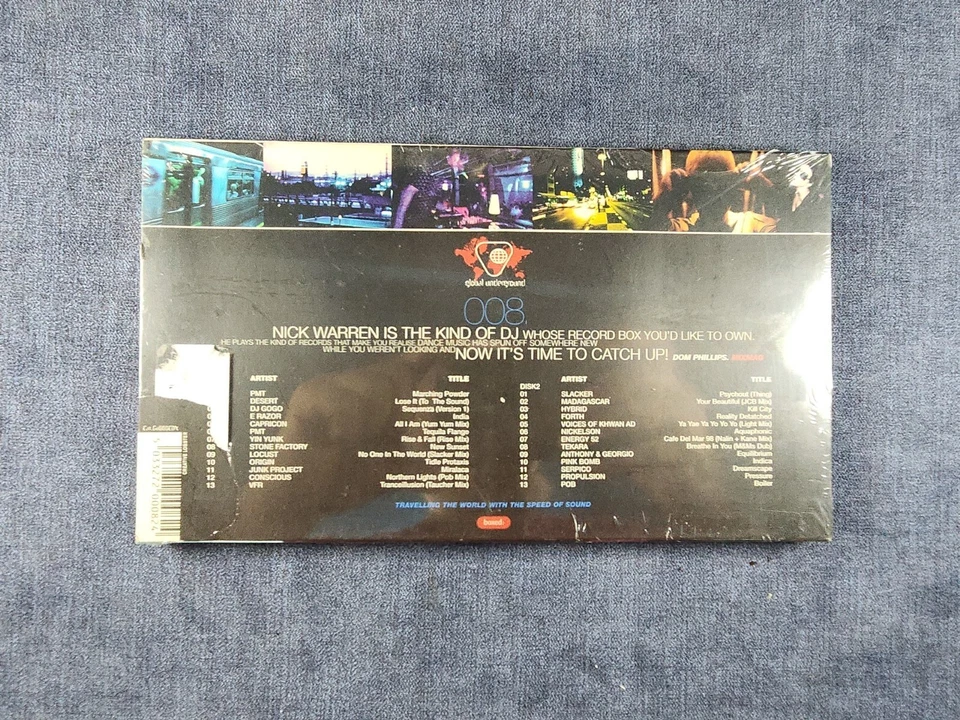 global underground
008.
NICK WARREN IS THE KIND OF DJ WHOSE RECORD BOX YOU'D LIKE TO OWN.
HE PLAYS THE KIND OF RECORDS THAT MAKE YOU REALISE DANCE MUSIC HAS SPUN OFF SOMEWHERE NEW
WHILE YOU WEREN'T LOOKING AND NOW IT'S TIME TO CATCH UP! DOM PHILLIPS. MIXMAG
ARTIST TITLE ARTIST TITLE
DISK2
PMT Marching Powder 01 SLACKER Psychout (Thing)
DESERT Lose It (To The Sound) 02 MADAGASCAR Your Beautiful (JCB Mix)
DJ GOGO Sequenza (Version 1) 03 HYBRID Kill City
E RAZOR India 04 FORTH Reality Detatched
CAPRICON All I Am (Yum Yum Mix) 05 VOICES OF KHWAN AD Ya Yae Ya Yo Yo Yo (Light Mix)
PMT Tequila Flange 06 NICKELSON Aquaphonic
YIN YUNK Rise & Fall (Rise Mix) 07 ENERGY 52 Cafe Del Mar 98 (Nalin + Kane Mix)
STONE FACTORY New Sunset 08 TEKARA Breathe In You (M&Ms Dub)
09 LOCUST No One In The World (Slacker Mix) 09 ANTHONY & GEORGIO Equilibrium
10 ORIGIN Tidle Protaxis 10 PINK BOMB Indica
11 JUNK PROJECT Miralaca 11 SERPICO Dreamscape
12 CONSCIOUS Northern Lights (Pob Mix) 12 PROPULSION Pressure
13 VFR Tranceillusion (Taucher Mix) 13 POB Boiler
TRAVELLING THE WORLD WITH THE SPEED OF SOUND
boxed.